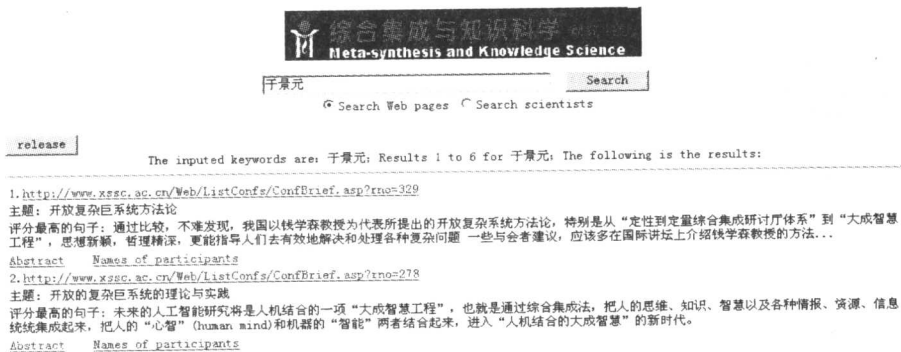 综合集成与知识科学
Meta-synthesis and Knowledge Science
于景元
Search
Search Web pages Search scientists
release
The inputed keywords are: 于景元; Results 1 to 6 for 于景元; The following is the results:
1.http://www.xssc.ac.cn/Web/ListConfs/ConfBrief.asp?rno=329
主题: 开放复杂巨系统方法论
评分最高的句子: 通过比较，不难发现，我国以钱学森教授为代表所提出的开放复杂系统方法论，特别是从“定性到定量综合集成研讨厅体系”到“大成智慧
工程”，思想新颖，哲理精深，更能指导人们去有效地解决和处理各种复杂问题 一些与会者建议，应该多在国际讲坛上介绍钱学森教授的方法...
Abstract Names of participants
2.http://www.xssc.ac.cn/Web/ListConfs/ConfBrief.asp?rno=278
主题: 开放的复杂巨系统的理论与实践
评分最高的句子: 未来的人工智能研究将是人机结合的一项“大成智慧工程”，也就是通过综合集成法，把人的思维、知识、智慧以及各种情报、资源、信息
统统集成起来，把人的“心智”(human mind)和机器的“智能”两者结合起来，进入“人机结合的大成智慧”的新时代。
Abstract Names of participants